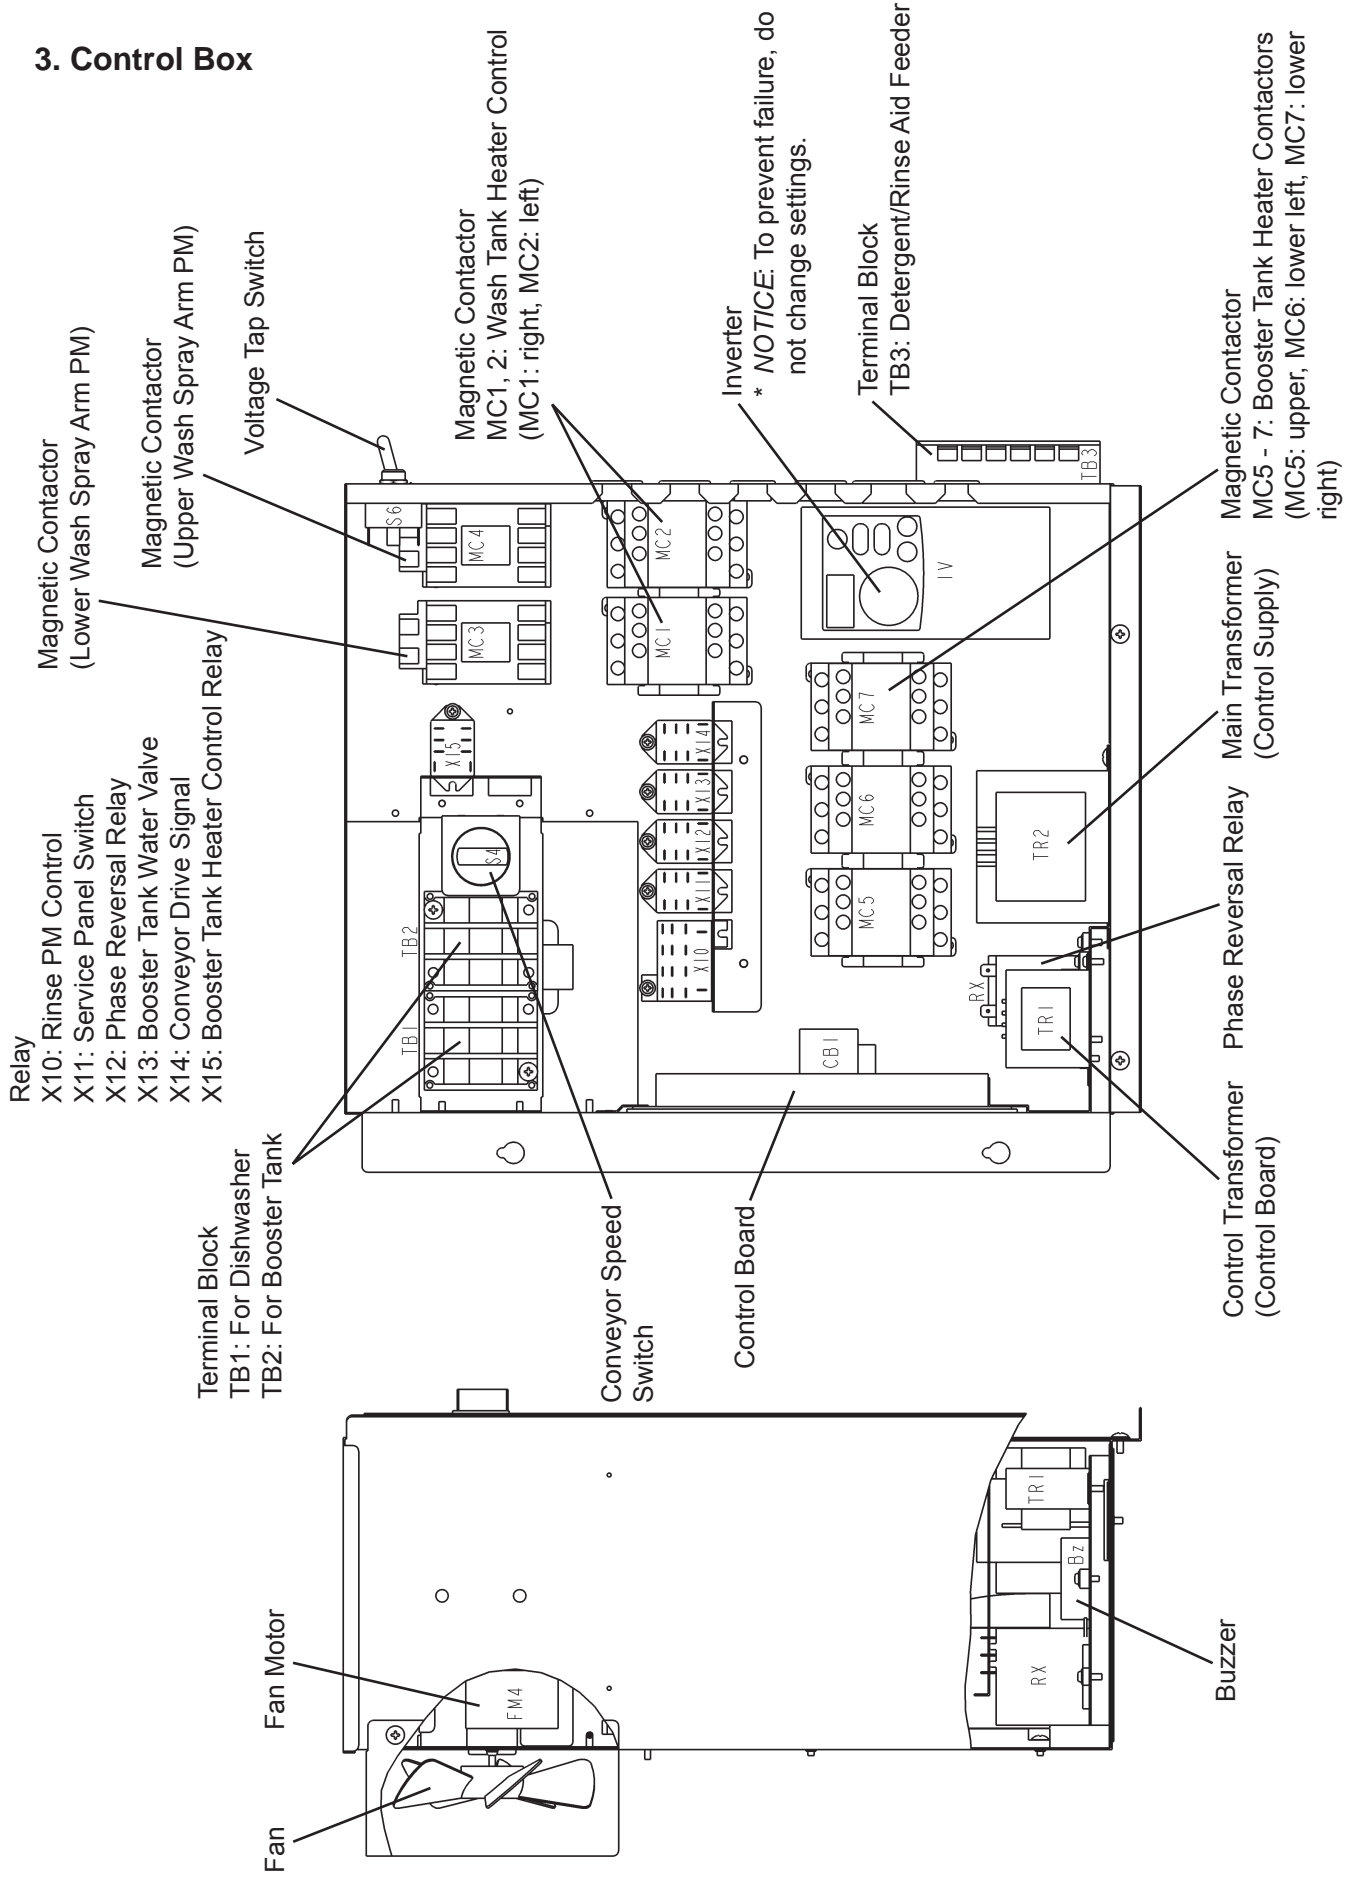 3. Control Box
Relay
X10: Rinse PM Control
X11: Service Panel Switch
X12: Phase Reversal Relay
X13: Booster Tank Water Valve
X14: Conveyor Drive Signal
X15: Booster Tank Heater Control Relay
Magnetic Contactor
(Lower Wash Spray Arm PM)
Magnetic Contactor
(Upper Wash Spray Arm PM)
Voltage Tap Switch
Terminal Block
TB1: For Dishwasher
TB2: For Booster Tank
Magnetic Contactor
MC1, 2: Wash Tank Heater Control
(MC1: right, MC2: left)
Conveyor Speed
Switch
Control Board
Inverter
* NOTICE: To prevent failure, do
not change settings.
Terminal Block
TB3: Detergent/Rinse Aid Feeder
Control Transformer
(Control Board)
Phase Reversal Relay
Main Transformer
(Control Supply)
Magnetic Contactor
MC5 - 7: Booster Tank Heater Contactors
(MC5: upper, MC6: lower left, MC7: lower
right)
Fan
Fan Motor
Buzzer
TB1
TB2
S4
X15
MC3
MC4
S6
X10
X11
X12
X13
X14
MC1
MC2
CB1
MC5
MC6
MC7
IV
TB3
RX
TR1
TR2
FM4
RX
Bz
TR1